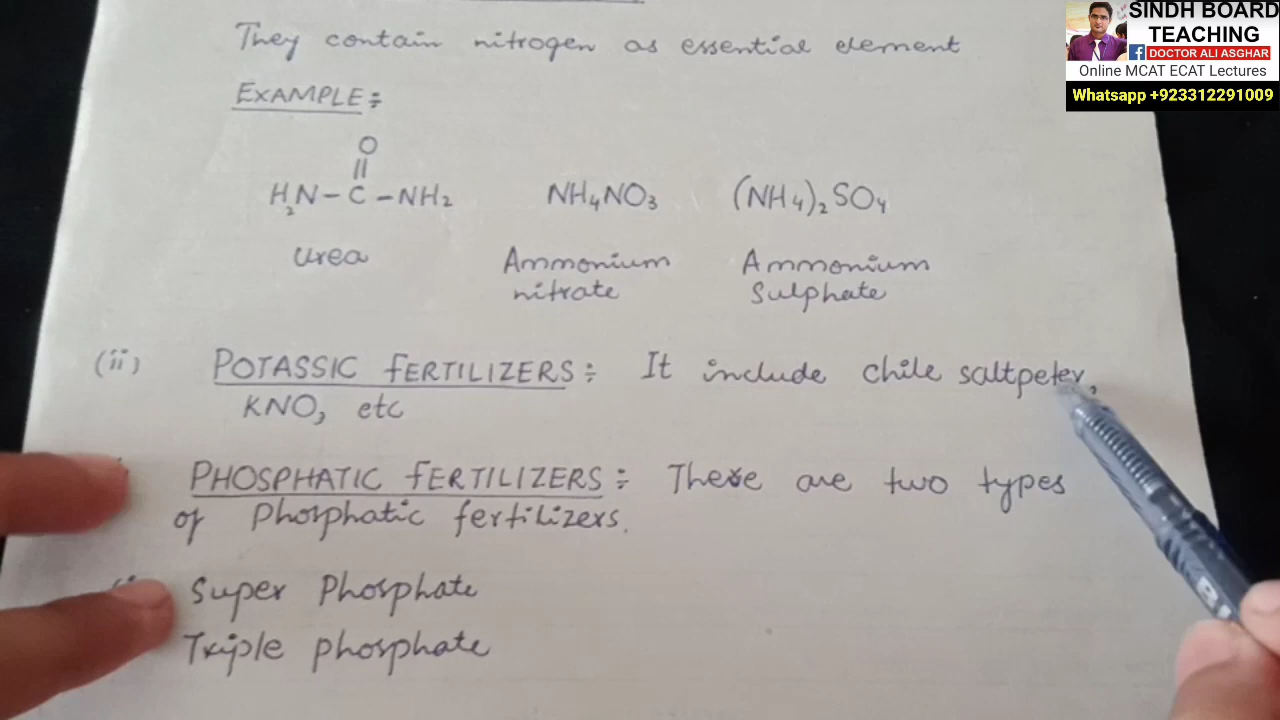 SINDH BOARD
TEACHING
DOCTOR ALI ASGHAR
Online MCAT ECAT Lectures
Whatsapp +923312291009
They contain nitrogen as essential element
EXAMPLE:
O
||
H2N-C-NH2 NH4NO3 (NH4)2SO4
Urea Ammonium Ammonium
nitrate Sulphate
(ii) POTASSIC FERTILIZERS: It include chile saltpeter,
KNO3 etc
PHOSPHATIC FERTILIZERS: There are two types
of Phosphatic fertilizers.
Super Phosphate
Triple phosphate